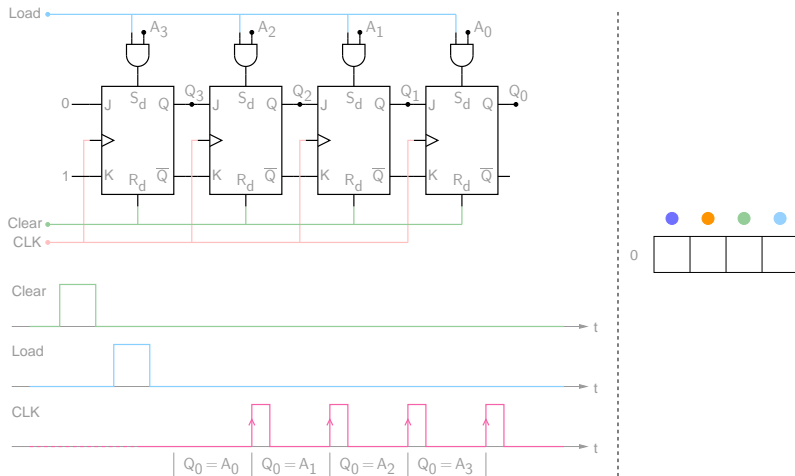 Load
A3 A2 A1 A0
Q3 Q2 Q1 Q0
0 J Sd Q J Sd Q J Sd Q J Sd Q
1 K Rd Q̅ K Rd Q̅ K Rd Q̅ K Rd Q̅
Clear
CLK
0
Clear
t
Load
t
CLK
t
Q0 = A0 Q0 = A1 Q0 = A2 Q0 = A3